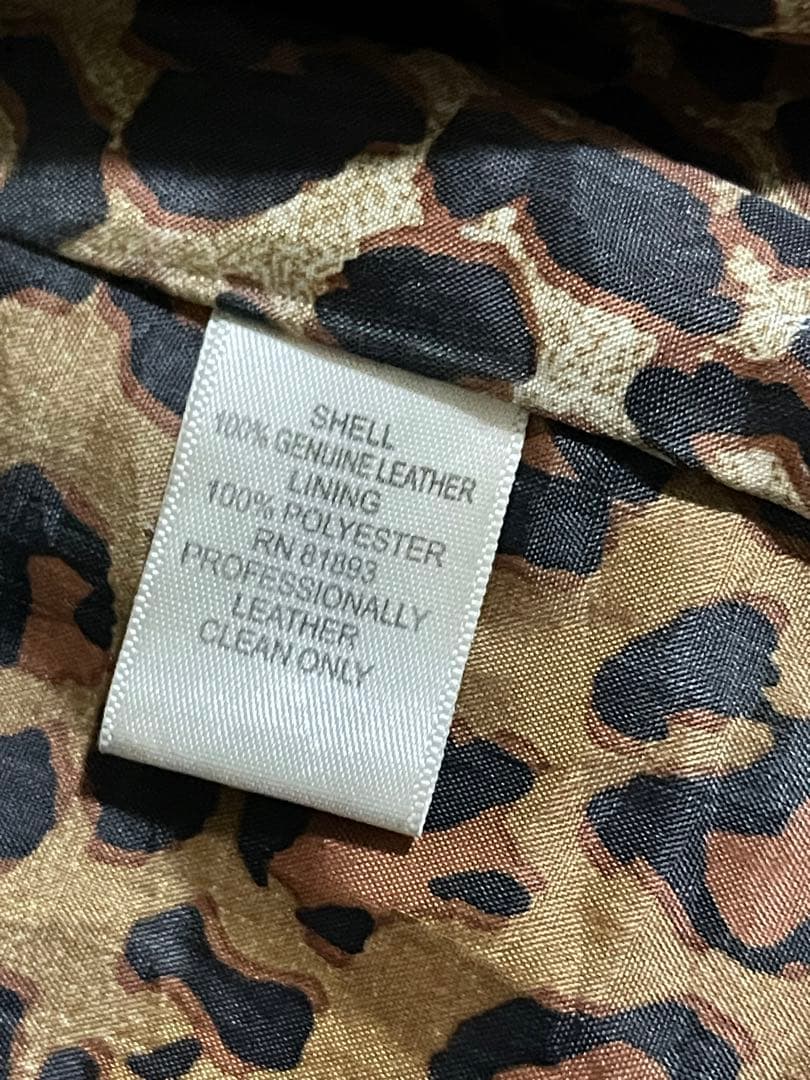 SHELL
100% GENUINE LEATHER
LINING
100% POLYESTER
RN 81893
PROFESSIONALLY
LEATHER
CLEAN ONLY